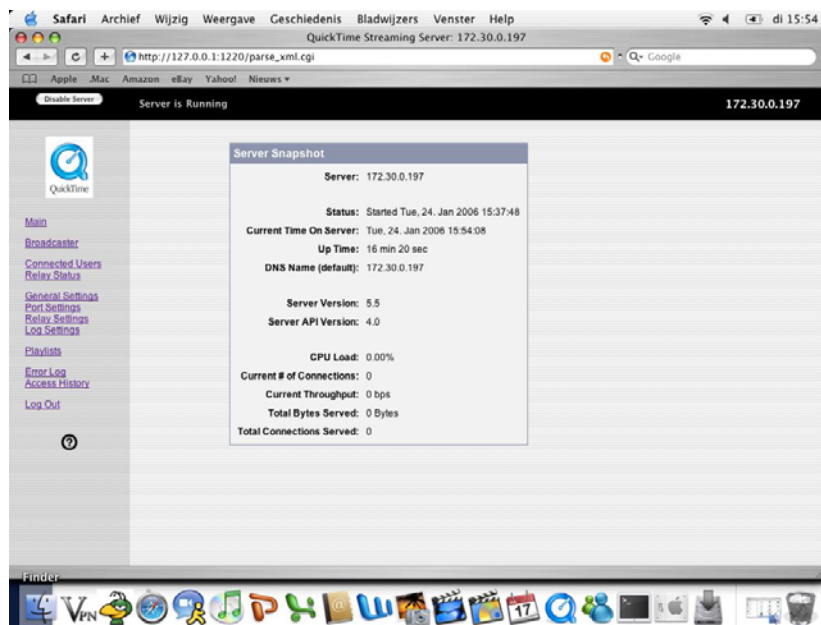 Safari Archief Wijzig Weergave Geschiedenis Bladwijzers Venster Help di 15:54
QuickTime Streaming Server: 172.30.0.197
http://127.0.0.1:1220/parse_xml.cgi Google
Apple .Mac Amazon eBay Yahoo! Nieuws
Disable Server Server is Running 172.30.0.197
QuickTime
Main
Broadcaster
Connected Users
Relay Status
General Settings
Port Settings
Relay Settings
Log Settings
Playlists
Error Log
Access History
Log Out
Server Snapshot
Server: 172.30.0.197
Status: Started Tue, 24. Jan 2006 15:37:48
Current Time On Server: Tue, 24. Jan 2006 15:54:08
Up Time: 16 min 20 sec
DNS Name (default): 172.30.0.197
Server Version: 5.5
Server API Version: 4.0
CPU Load: 0.00%
Current # of Connections: 0
Current Throughput: 0 bps
Total Bytes Served: 0 Bytes
Total Connections Served: 0
Finder
VPN
17